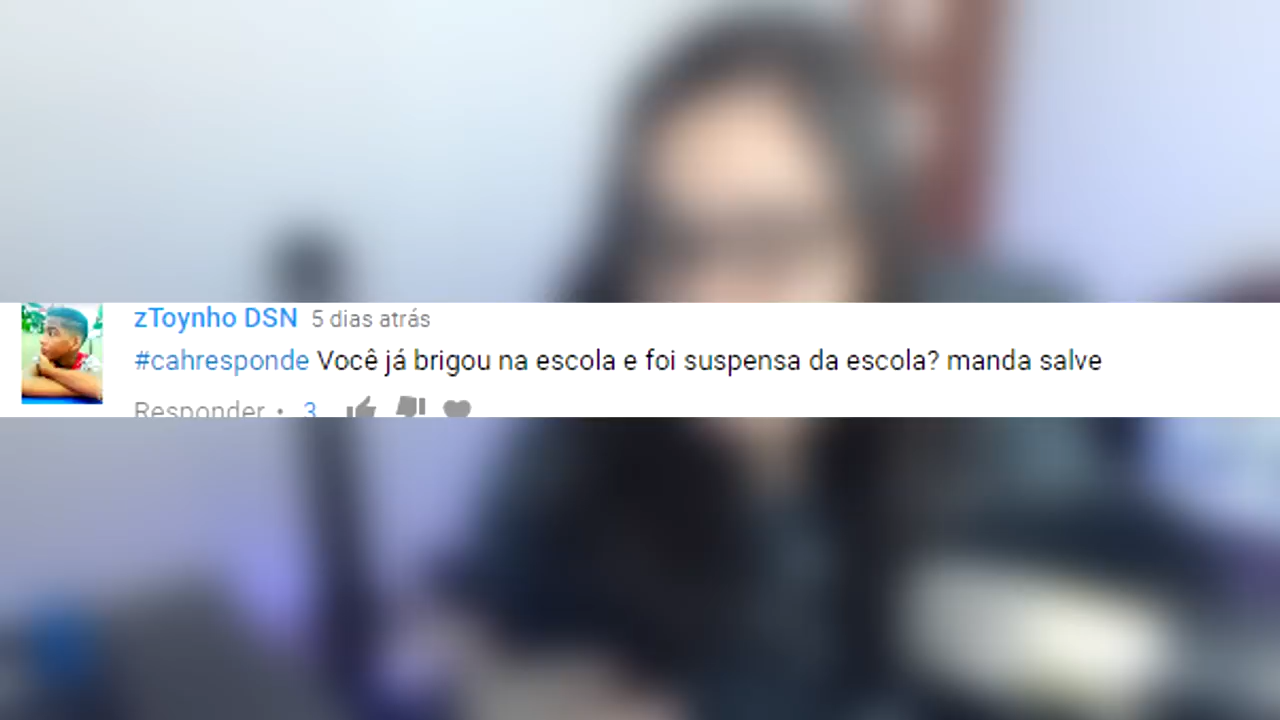 zToynho DSN 5 dias atrás
#cahresponde Você já brigou na escola e foi suspensa da escola? manda salve
Responder • 3